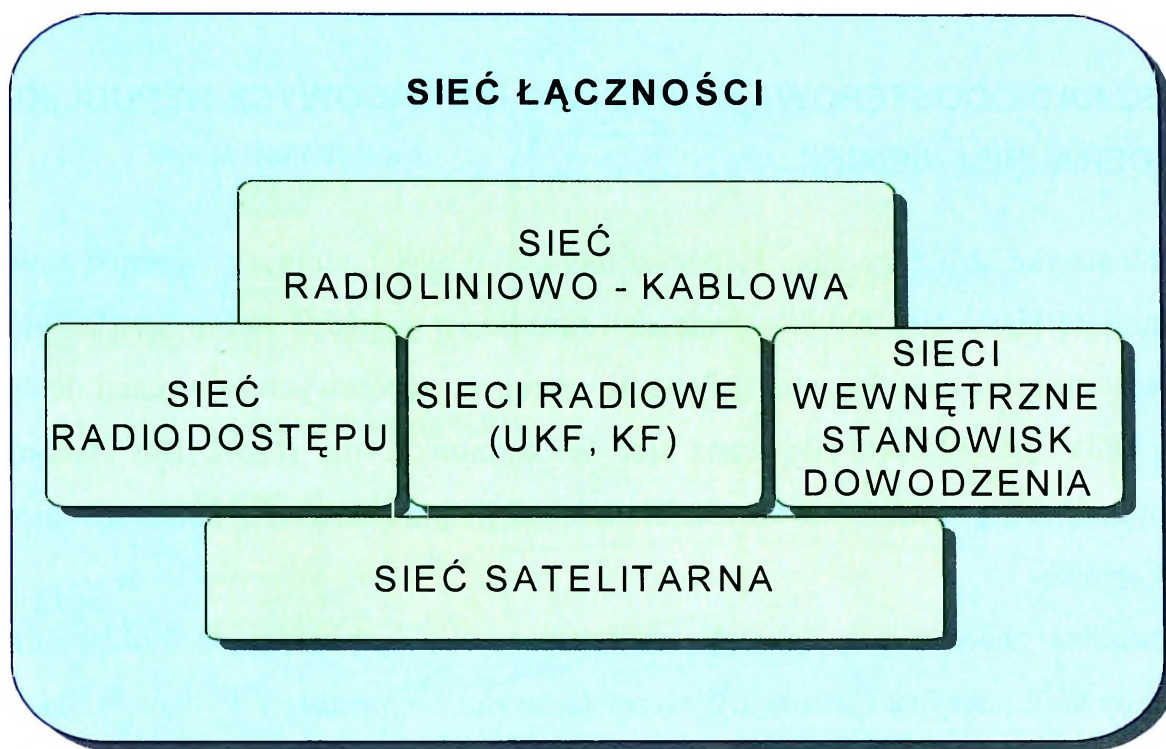 SIEĆ ŁĄCZNOŚCI
SIEĆ
RADIOLINIOWO - KABLOWA
SIEĆ
RADIODOSTĘPU
SIECI RADIOWE
(UKF, KF)
SIECI
WEWNĘTRZNE
STANOWISK
DOWODZENIA
SIEĆ SATELITARNA